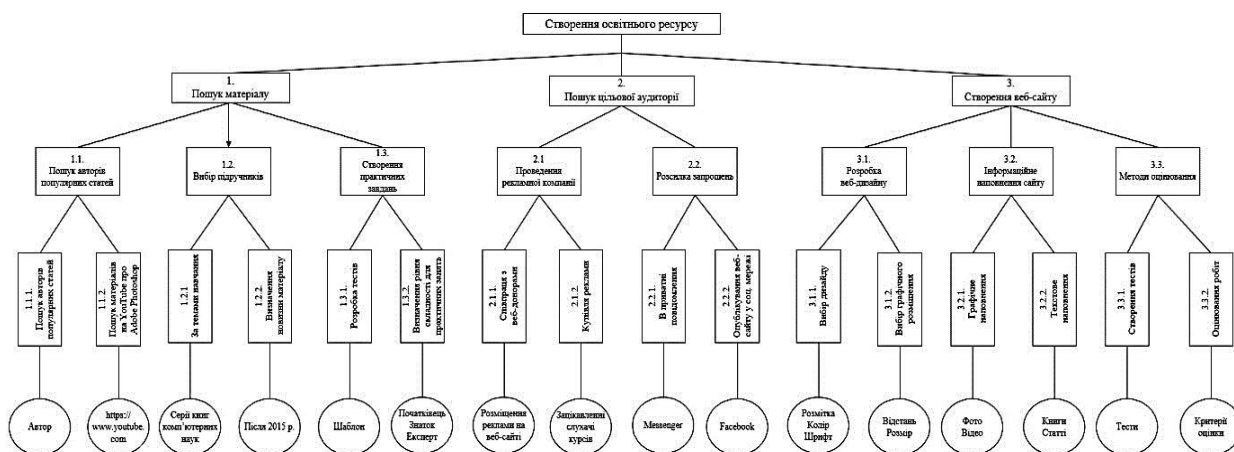 Створення освітнього ресурсу
1.
Пошук матеріалу
2.
Пошук цільової аудиторії
3.
Створення веб-сайту
1.1.
Пошук авторів
популярних статей
1.2.
Вибір підручників
1.3.
Створення
практичних
завдань
2.1
Проведення
рекламної компанії
2.2.
Розсилка запрошень
3.1.
Розробка
веб-дизайну
3.2.
Інформаційне
наповнення сайту
3.3.
Методи оцінювання
1.1.1.
Пошук авторів
популярних статей
1.1.2.
Пошук матеріалів
на YouTube про
Adobe Photoshop
1.2.1
За темами навчання
1.2.2.
Визначення
новизни матеріалу
1.3.1.
Розробка тестів
1.3.2.
Визначення рівня
складності для
практичних занять
2.1.1.
Співпраця з
веб-донорами
2.1.2.
Купівля реклами
2.2.1.
В приватні
повідомлення
2.2.2.
Опублікування веб-
сайту у соц. мережі
3.1.1.
Вибір дизайну
3.1.2.
Вибір графічного
розміщення
3.2.1.
Графічне
наповнення
3.2.2.
Текстове
наповнення
3.3.1.
Створення тестів
3.3.2.
Оцінювання робіт
Автор
https://
www.youtube.
com
Серії книг
комп'ютерних
наук
Після 2015 р.
Шаблон
Початківець
Знаток
Експерт
Розміщення
реклами на
веб-сайті
Зацікавленні
слухачі
курсів
Messenger
Facebook
Розмітка
Колір
Шрифт
Відстань
Розмір
Фото
Відео
Книги
Статті
Тести
Критерії
оцінки